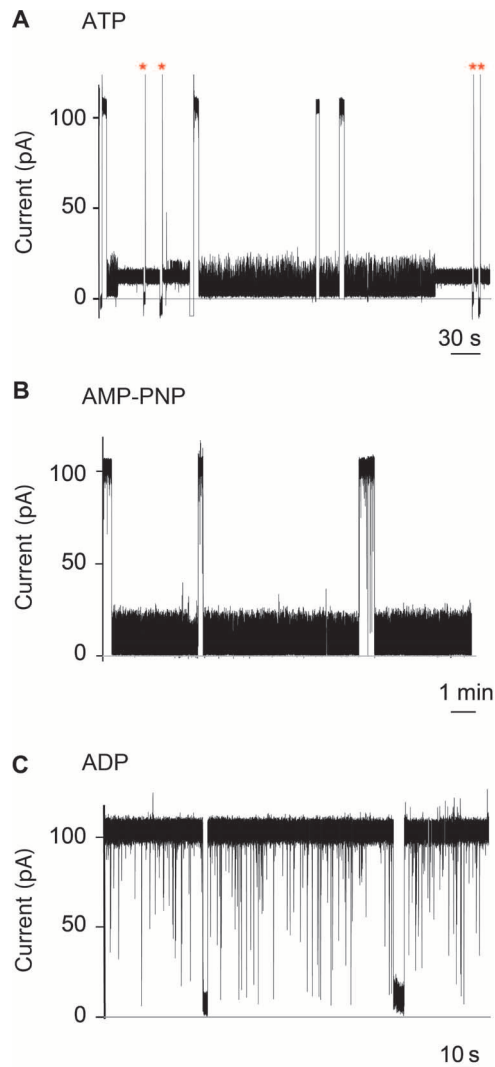 A ATP
* * **
Current (pA)
100
50
0
30 s
B AMP-PNP
Current (pA)
100
50
0
1 min
C ADP
Current (pA)
100
50
0
10 s